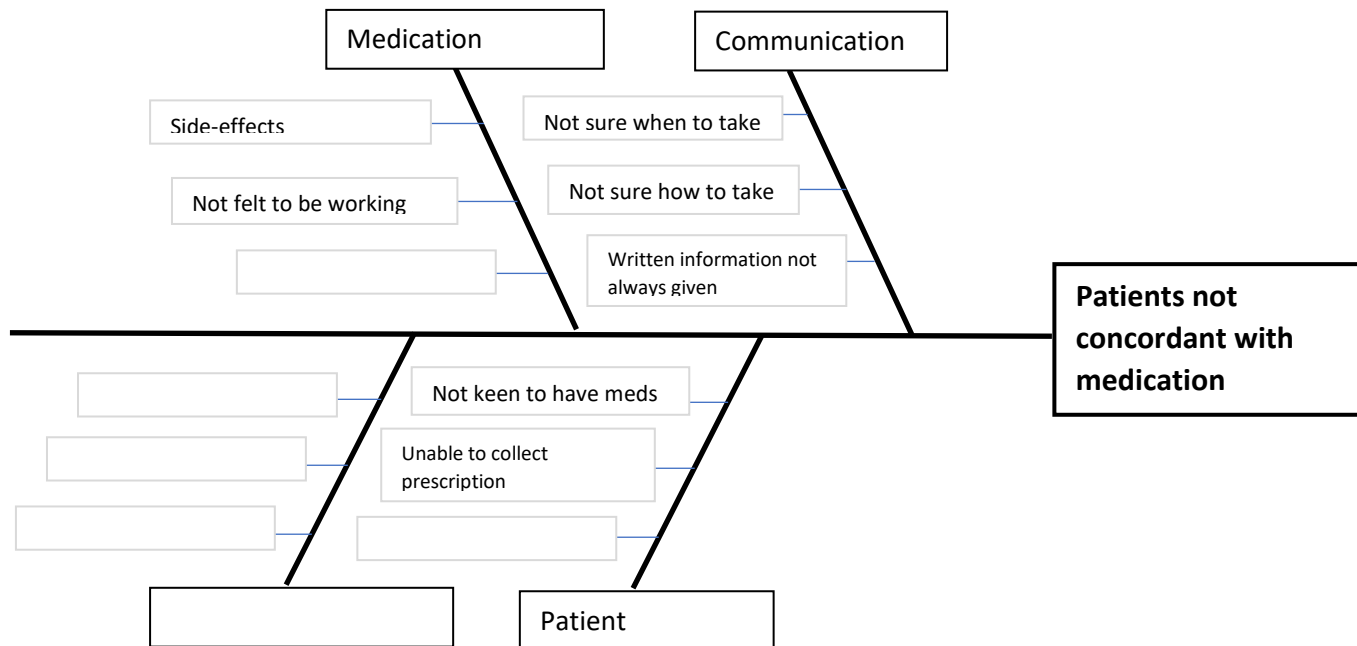 Medication
Communication
Side-effects
Not sure when to take
Not felt to be working
Not sure how to take
Written information not
always given
Patients not
concordant with
medication
Not keen to have meds
Unable to collect
prescription
Patient